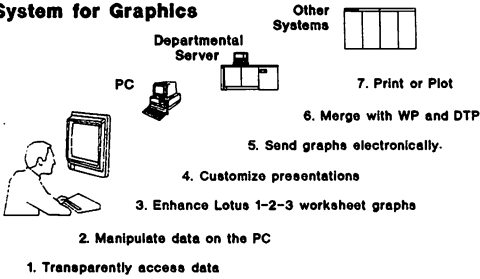 System for Graphics
Other
Systems
Departmental
Server
PC
7. Print or Plot
6. Merge with WP and DTP
5. Send graphs electronically.
4. Customize presentations
3. Enhance Lotus 1-2-3 worksheet graphs
2. Manipulate data on the PC
1. Transparently access data